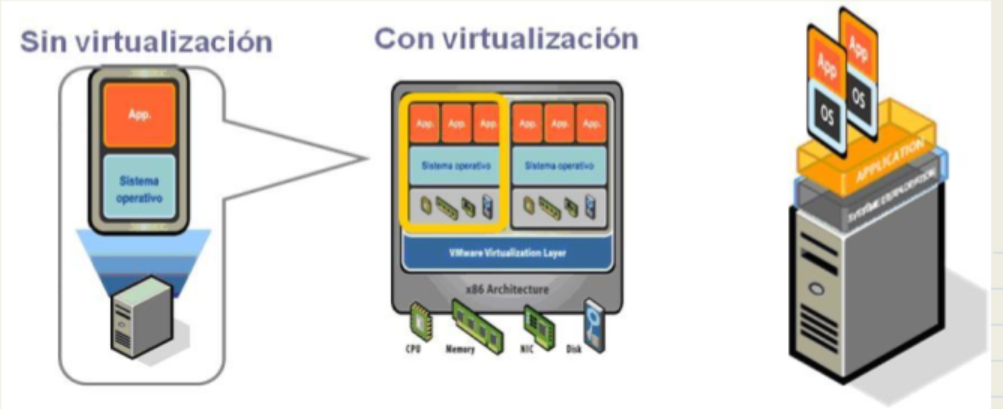 Sin virtualización
App.
Sistema
operativo
Con virtualización
App. App. App. App. App. App.
Sistema operativo Sistema operativo
VMware Virtualization Layer
x86 Architecture
CPU Memory NIC Disk
App App
OS OS
APPLICATION